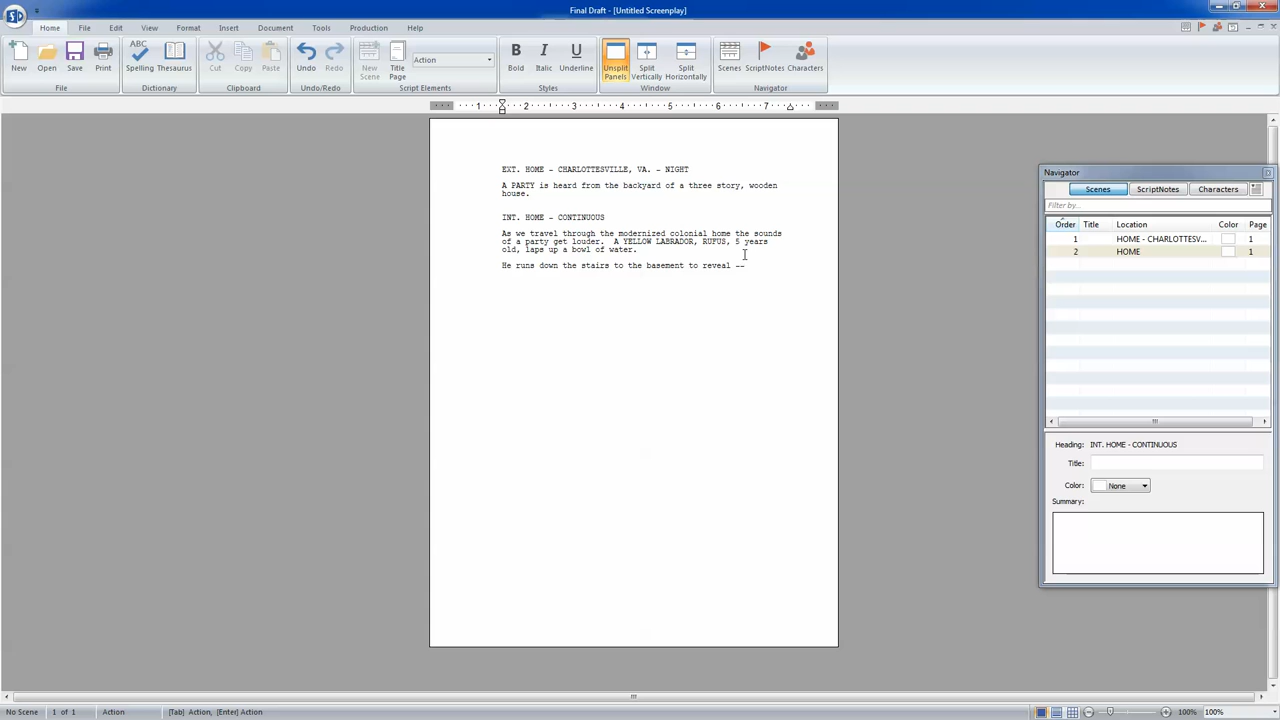 Final Draft - [Untitled Screenplay]
Home File Edit View Format Insert Document Tools Production Help
New Open Save Print Spelling Thesaurus Cut Copy Paste Undo Redo New Scene Title Page Action Bold Italic Underline Unsplit Panels Split Vertically Split Horizontally Scenes ScriptNotes Characters
File Dictionary Clipboard Undo/Redo Script Elements Styles Window Navigator
1 2 3 4 5 6 7
EXT. HOME - CHARLOTTESVILLE, VA. - NIGHT
A PARTY is heard from the backyard of a three story, wooden
house.
INT. HOME - CONTINUOUS
As we travel through the modernized colonial home the sounds
of a party get louder.  A YELLOW LABRADOR, RUFUS, 5 years
old, laps up a bowl of water.
He runs down the stairs to the basement to reveal --
Navigator
Scenes ScriptNotes Characters
Filter by...
Order Title Location Color Page
1 HOME - CHARLOTTESV... 1
2 HOME 1
Heading: INT. HOME - CONTINUOUS
Title:
Color: None
Summary:
No Scene 1 of 1 Action [Tab] Action, [Enter] Action 100% 100%